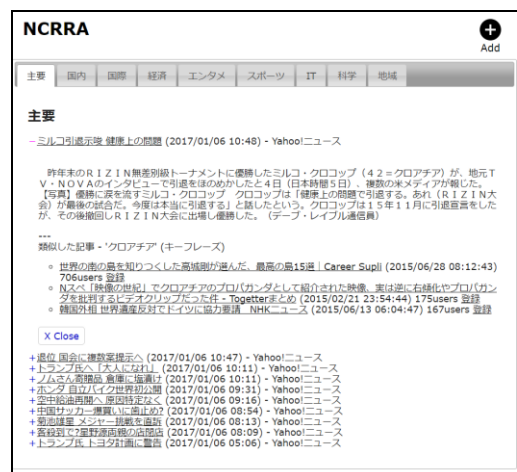 NCRRA
Add
主要 国内 国際 経済 エンタメ スポーツ IT 科学 地域
主要
－ミルコ引退示唆 健康上の問題 (2017/01/06 10:48) - Yahoo!ニュース
昨年末のＲＩＺＩＮ無差別級トーナメントに優勝したミルコ・クロコップ（４２＝クロアチア）が、地元Ｔ
Ｖ・ＮＯＶＡのインタビューで引退をほのめかしたと４日（日本時間５日）、複数の米メディアが報じた。
【写真】優勝に涙を流すミルコ・クロコップ　クロコップは「健康上の問題で引退する。あれ（ＲＩＺＩＮ大
会）が最後の試合だ。今度は本当に引退する」と話したという。クロコップは１５年１１月に引退宣言をした
が、その後撤回しＲＩＺＩＮ大会に出場し優勝した。（デーブ・レイブル通信員）
---
類似した記事 - 'クロアチア' (キーフレーズ)
世界の南の島を知りつくした高城剛が選んだ、最高の島15選｜Career Supli (2015/06/28 08:12:43)
706users 登録
Nスペ「映像の世紀」でクロアチアのプロパガンダとして紹介された映像、実は逆に右傾化やプロパガン
ダを批判するビデオクリップだった件 - Togetterまとめ (2015/02/21 23:54:44) 175users 登録
韓国外相 世界遺産反対でドイツに協力要請　NHKニュース (2015/06/13 06:04:47) 167users 登録
X Close
＋退位 国会に複数案提示へ (2017/01/06 10:47) - Yahoo!ニュース
＋トランプ氏へ「大人になれ」 (2017/01/06 10:11) - Yahoo!ニュース
＋ノムさん寄贈品 倉庫に塩漬け (2017/01/06 10:11) - Yahoo!ニュース
＋ホンダ 自立バイク世界初公開 (2017/01/06 09:31) - Yahoo!ニュース
＋空中給油再開へ 原因特定なく (2017/01/06 09:16) - Yahoo!ニュース
＋中国サッカー爆買いに歯止め? (2017/01/06 08:54) - Yahoo!ニュース
＋菊池雄星 メジャー挑戦を直訴 (2017/01/06 08:13) - Yahoo!ニュース
＋客殺到で?星野源両親の店閉店 (2017/01/06 08:09) - Yahoo!ニュース
＋トランプ氏 トヨタ計画に警告 (2017/01/06 05:06) - Yahoo!ニュース